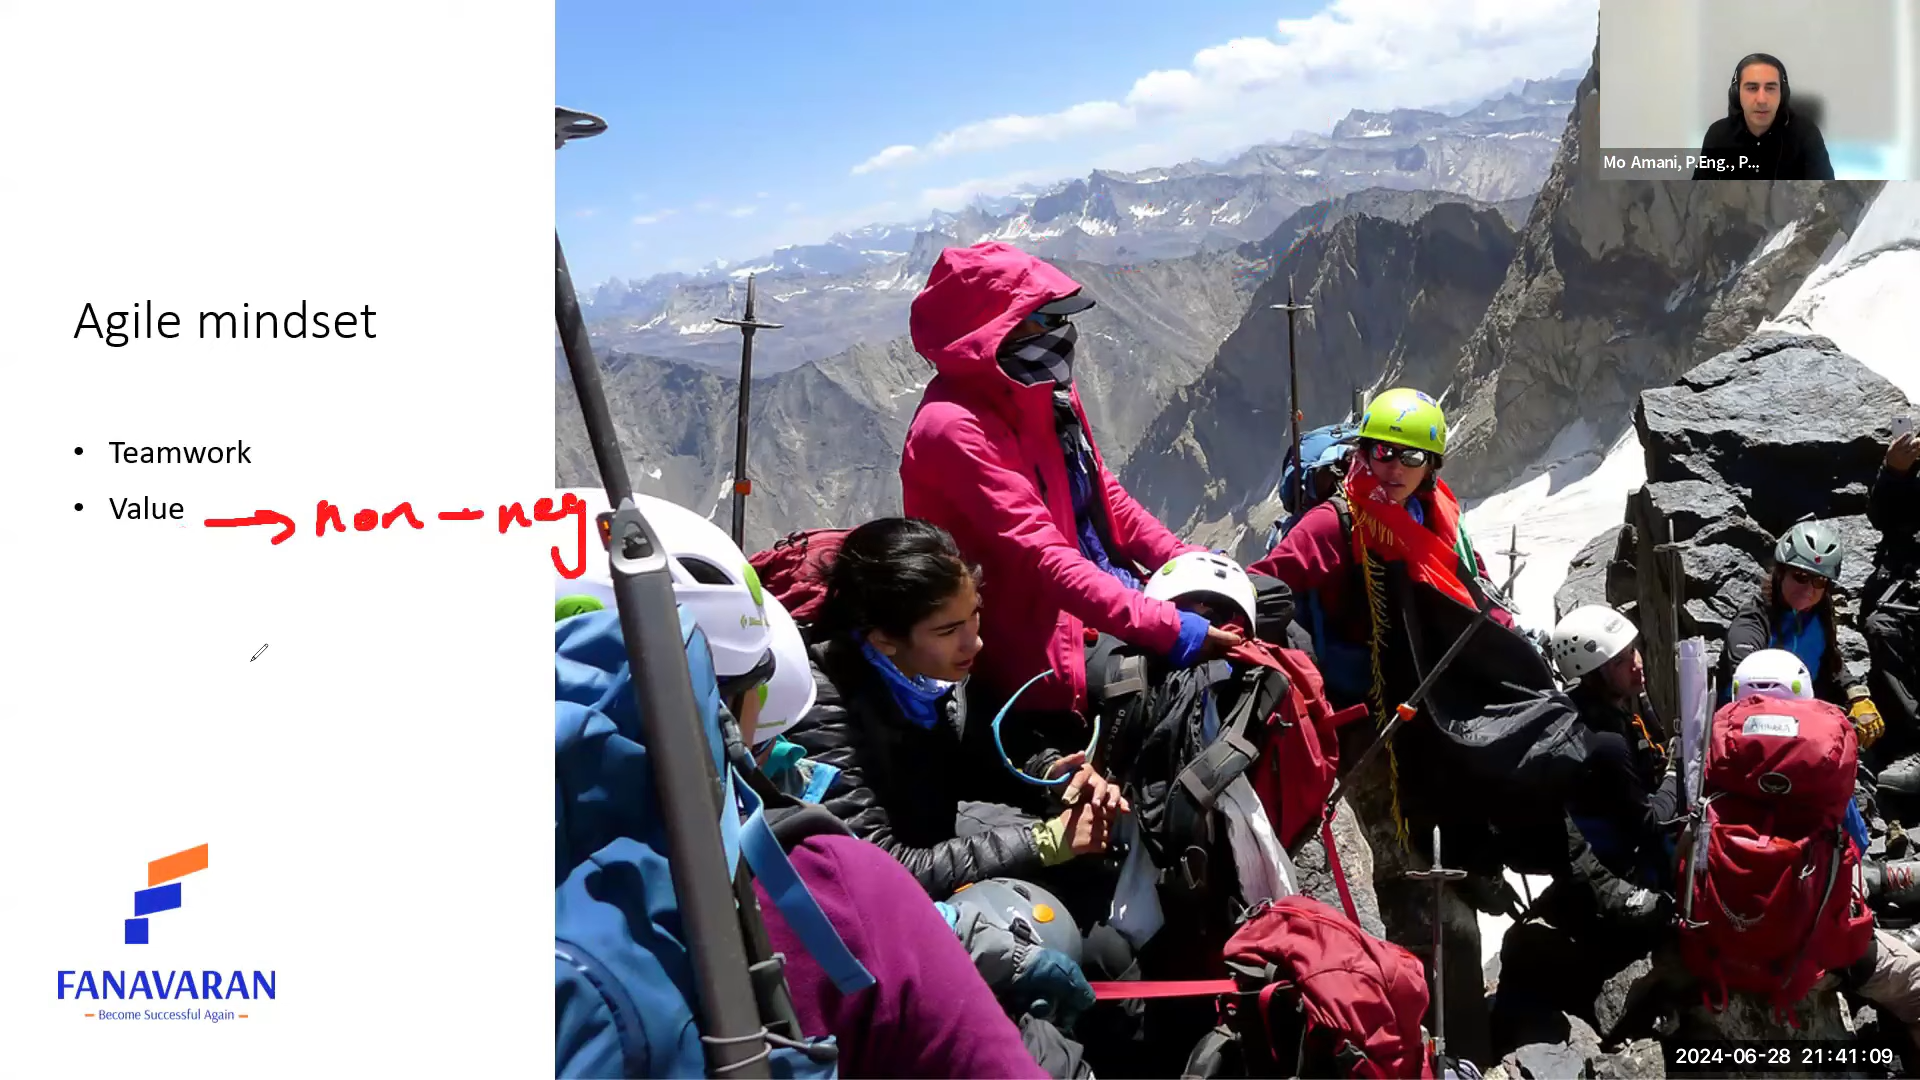 Mo Amani, P.Eng., P...
Agile mindset
• Teamwork
• Value → non-neg
FANAVARAN
Become Successful Again
2024-06-28 21:41:09